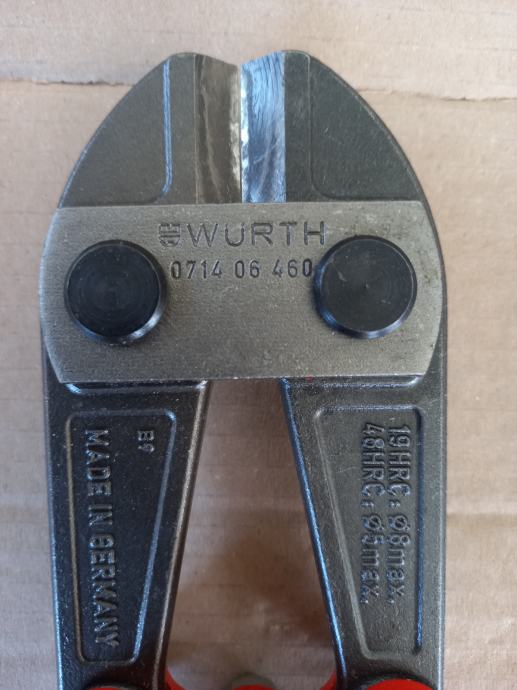 WÜRTH
0714 06 460
B9
MADE IN GERMANY
19HRC: Ø8max.
48HRC: Ø5max.